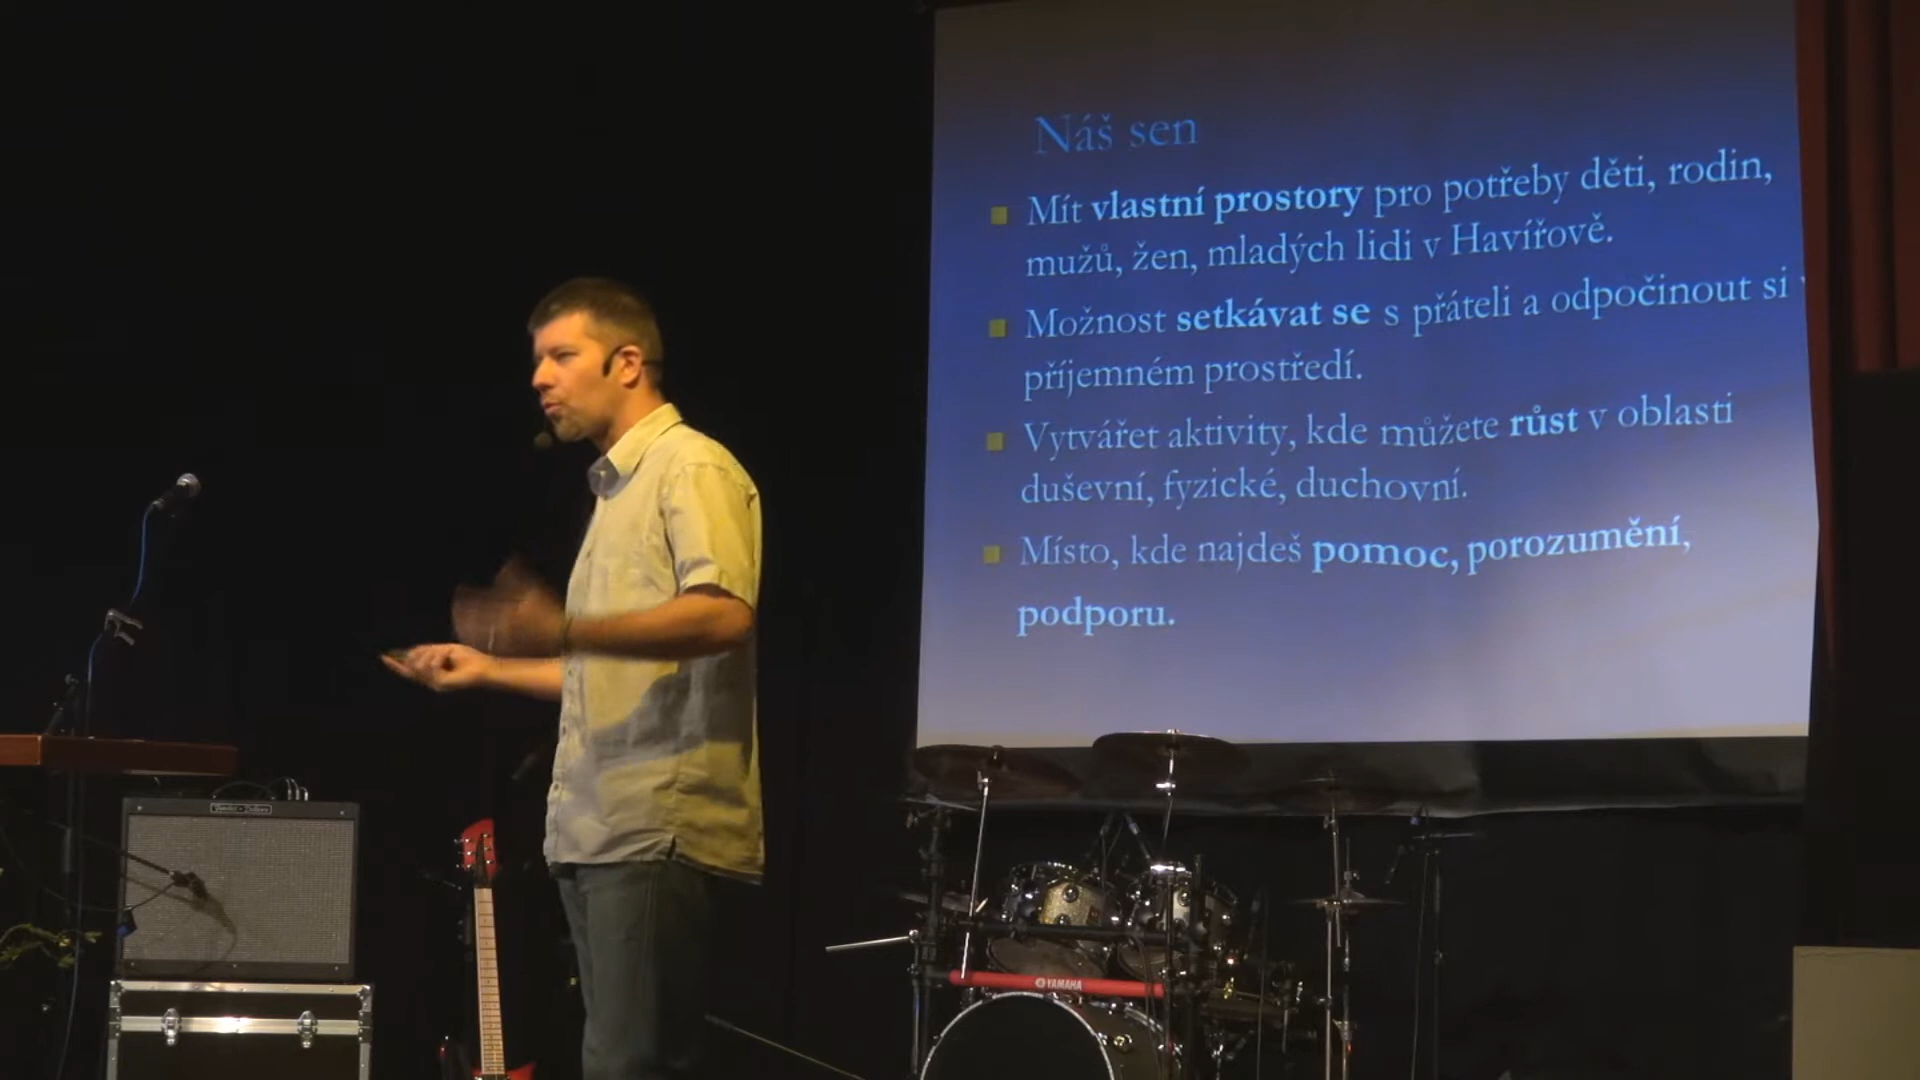 Náš sen
Mít vlastní prostory pro potřeby děti, rodin,
mužů, žen, mladých lidi v Havířově.
Možnost setkávat se s přáteli a odpočinout si
příjemném prostředí.
Vytvářet aktivity, kde můžete růst v oblasti
duševní, fyzické, duchovní.
Místo, kde najdeš pomoc, porozumění,
podporu.
YAMAHA